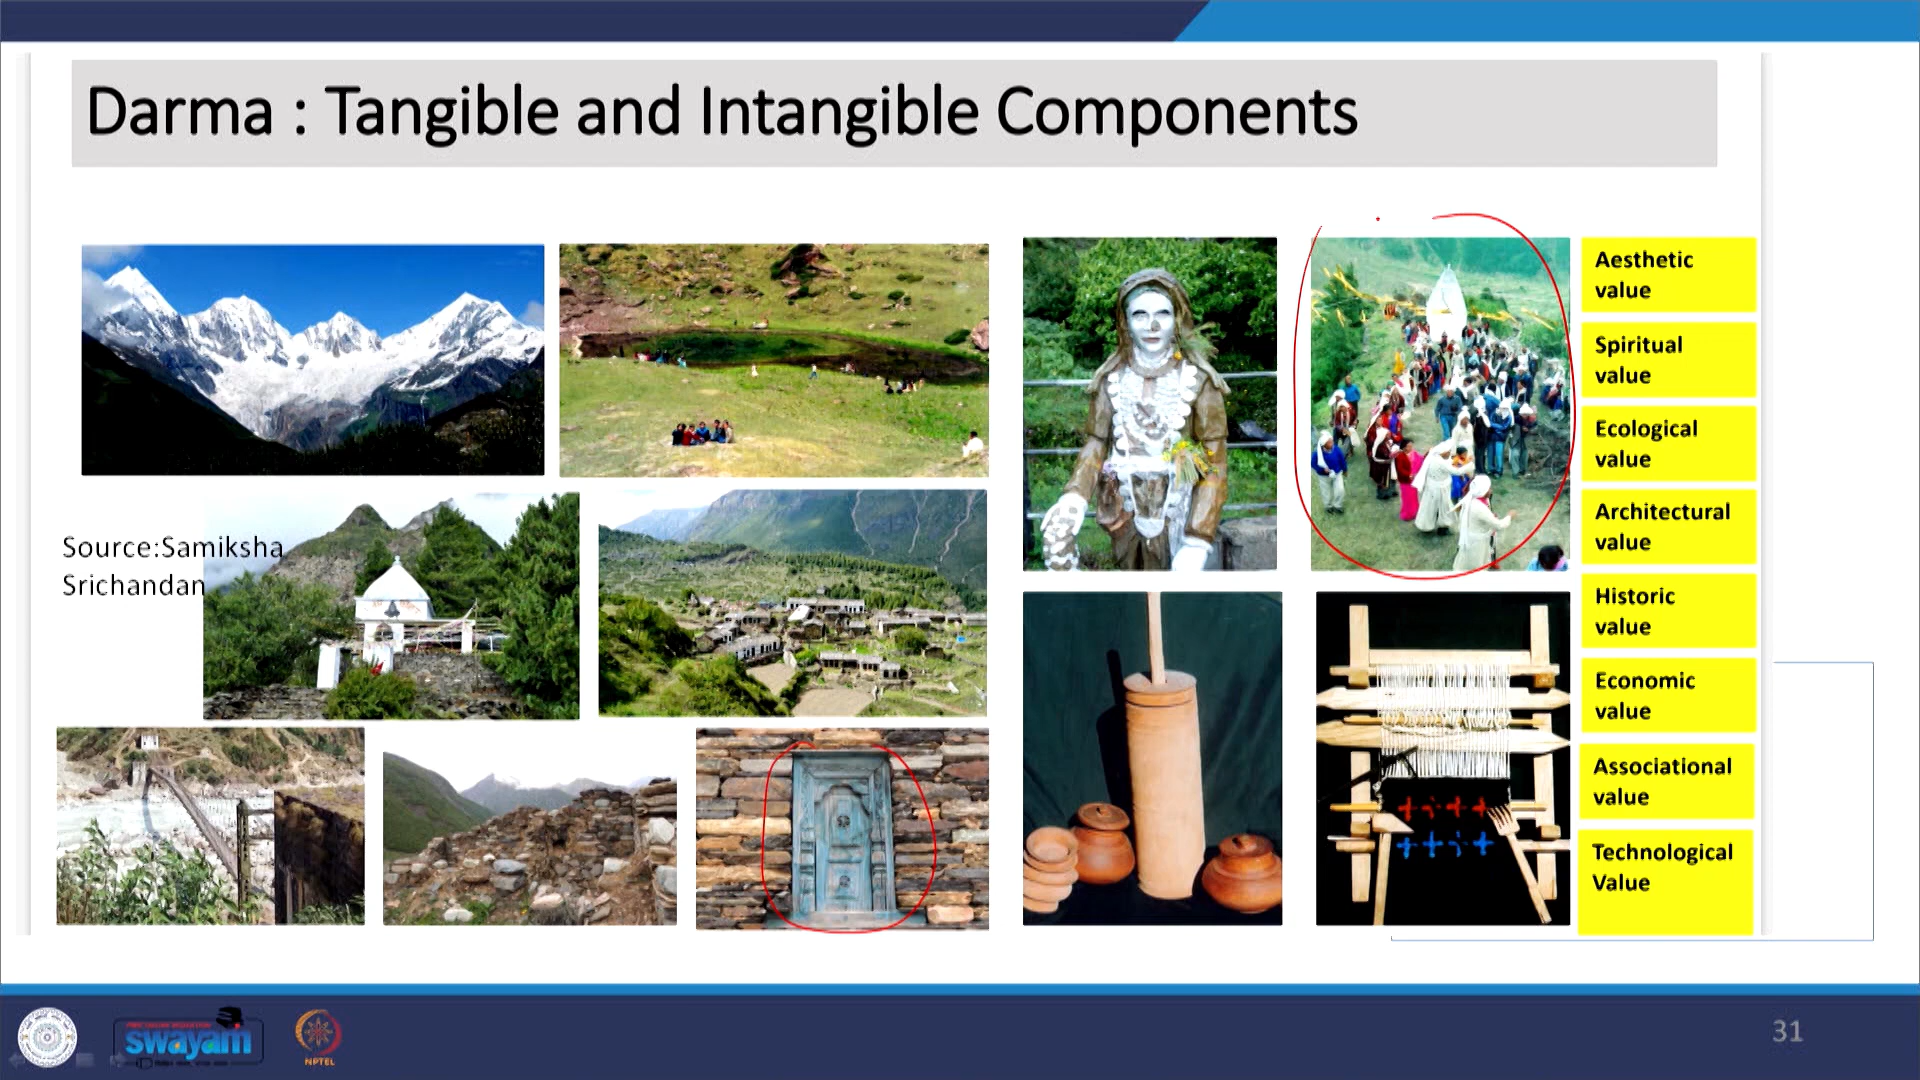 Darma : Tangible and Intangible Components
Source:Samiksha
Srichandan
Aesthetic
value
Spiritual
value
Ecological
value
Architectural
value
Historic
value
Economic
value
Associational
value
Technological
Value
swayam
NPTEL
31